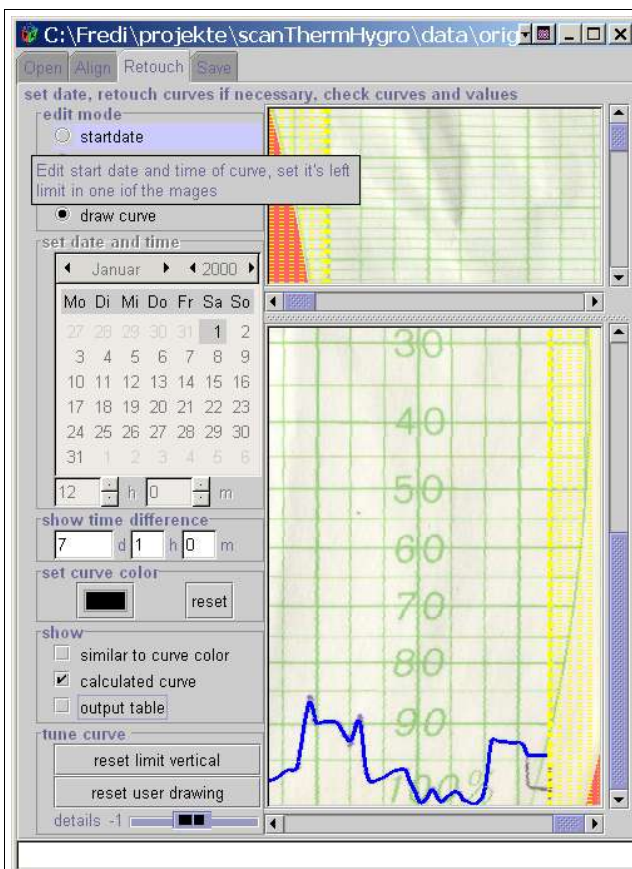 C:\Fredi\projekte\scanThermHygro\data\orig
Open Align Retouch Save
set date, retouch curves if necessary, check curves and values
edit mode
startdate
Edit start date and time of curve, set it's left
limit in one iof the mages
draw curve
set date and time
Januar 2000
Mo Di Mi Do Fr Sa So
27 28 29 30 31 1 2
3 4 5 6 7 8 9
10 11 12 13 14 15 16
17 18 19 20 21 22 23
24 25 26 27 28 29 30
31 1 2 3 4 5 6
12 h 0 m
show time difference
7 d 1 h 0 m
set curve color
reset
show
similar to curve color
calculated curve
output table
tune curve
reset limit vertical
reset user drawing
details -1
30
40
50
60
70
80
90
100%